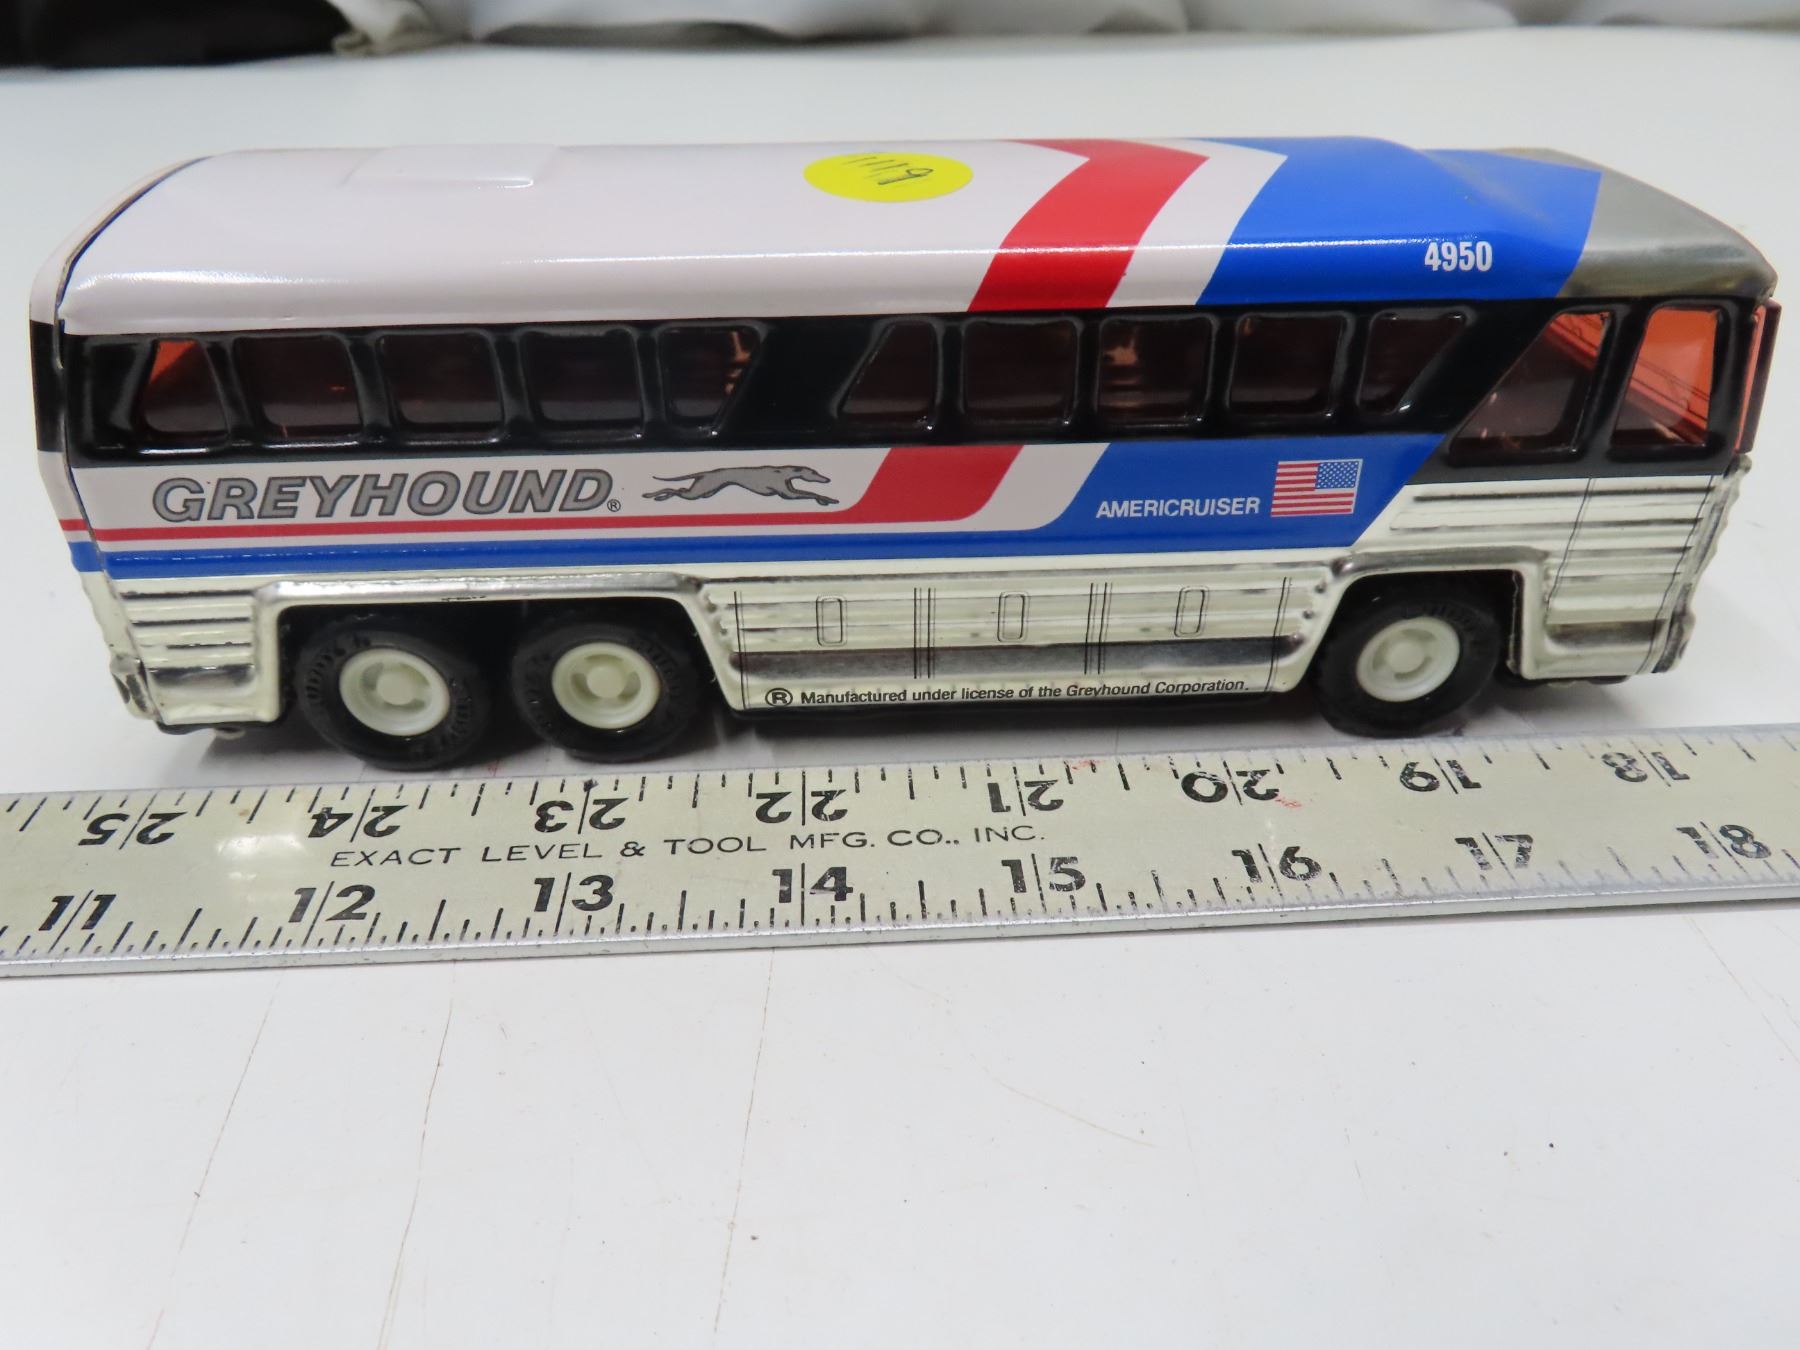 1119
4950
GREYHOUND®
AMERICRUISER
® Manufactured under license of the Greyhound Corporation.
25 24 23 22 21 20 19 18
EXACT LEVEL & TOOL MFG. CO., INC.
11 12 13 14 15 16 17 18